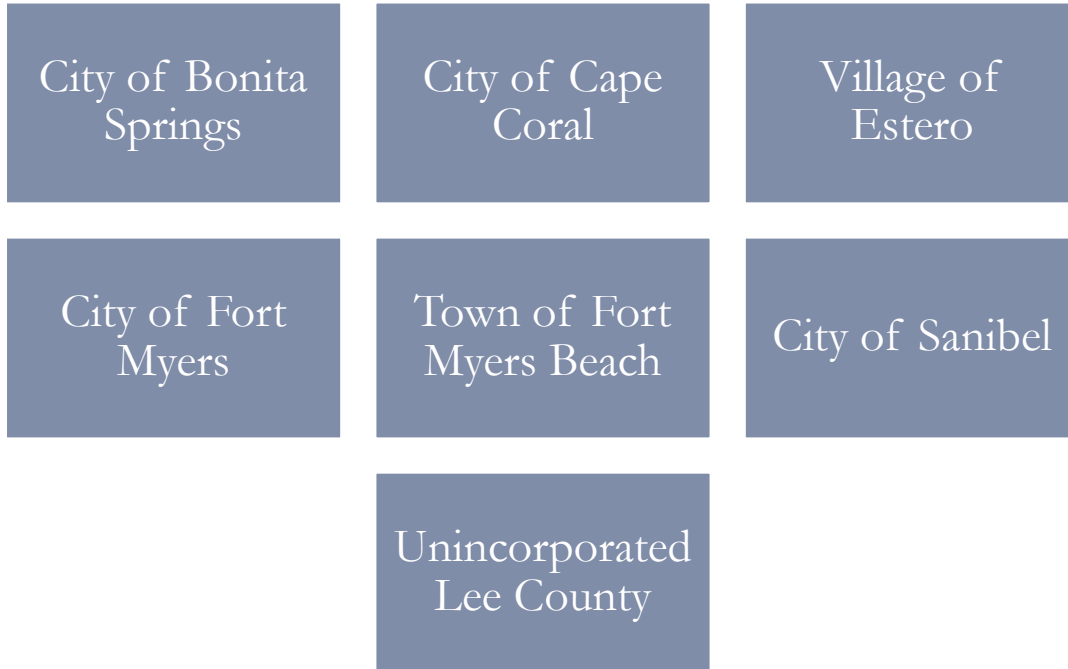 City of Bonita
Springs
City of Cape
Coral
Village of
Estero
City of Fort
Myers
Town of Fort
Myers Beach
City of Sanibel
Unincorporated
Lee County